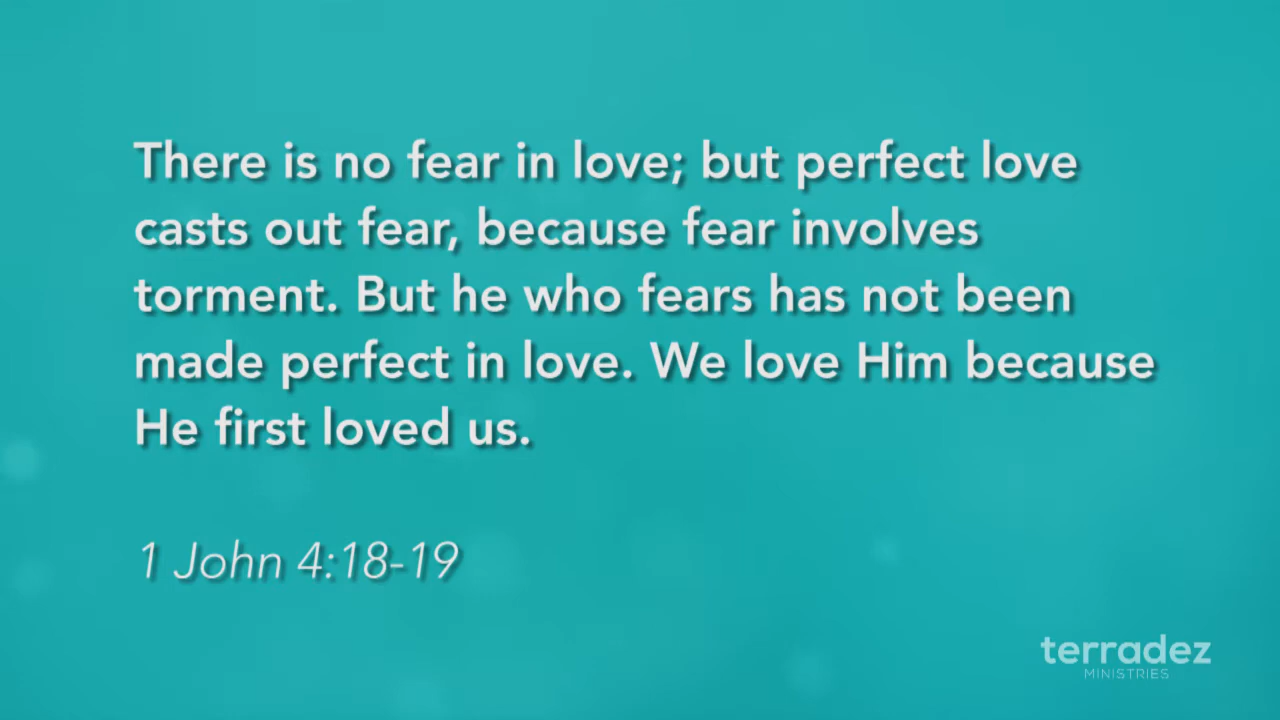 There is no fear in love; but perfect love
casts out fear, because fear involves
torment. But he who fears has not been
made perfect in love. We love Him because
He first loved us.
1 John 4:18-19
terradez
MINISTRIES